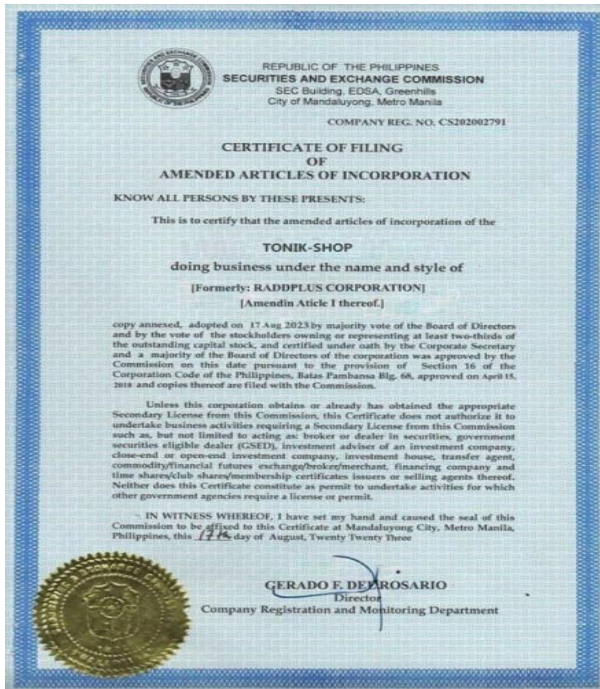 REPUBLIC OF THE PHILIPPINES
SECURITIES AND EXCHANGE COMMISSION
SEC Building, EDSA, Greenhills
City of Mandaluyong, Metro Manila
COMPANY REG. NO. CS202002791
CERTIFICATE OF FILING
OF
AMENDED ARTICLES OF INCORPORATION
KNOW ALL PERSONS BY THESE PRESENTS:
This is to certify that the amended articles of incorporation of the
TONIK-SHOP
doing business under the name and style of
[Formerly: RADDPLUS CORPORATION]
[Amendin Aticle I thereof.]
copy annexed, adopted on 17 Aug 2023 by majority vote of the Board of Directors
and by the vote of the stockholders owning or representing at least two-thirds of
the outstanding capital stock, and certified under oath by the Corporate Secretary
and a majority of the Board of Directors of the corporation was approved by the
Commission on this date pursuant to the provision of Section 16 of the
Corporation Code of the Philippines, Batas Pambansa Blg. 68, approved on April 15,
2018 and copies thereof are filed with the Commission.
Unless this corporation obtains or already has obtained the appropriate
Secondary License from this Commission, this Certificate does not authorize it to
undertake business activities requiring a Secondary License from this Commission
such as, but not limited to acting as: broker or dealer in securities, government
securities eligible dealer (GSED), investment adviser of an investment company,
close-end or open-end investment company, investment house, transfer agent,
commodity/financial futures exchange/broker/merchant, financing company and
time shares/club shares/membership certificates issuers or selling agents thereof.
Neither does this Certificate constitute as permit to undertake activities for which
other government agencies require a license or permit.
IN WITNESS WHEREOF, I have set my hand and caused the seal of this
Commission to be affixed to this Certificate at Mandaluyong City, Metro Manila,
Philippines, this 17th day of August, Twenty Twenty Three
GERADO F. DEL ROSARIO
Director
Company Registration and Monitoring Department